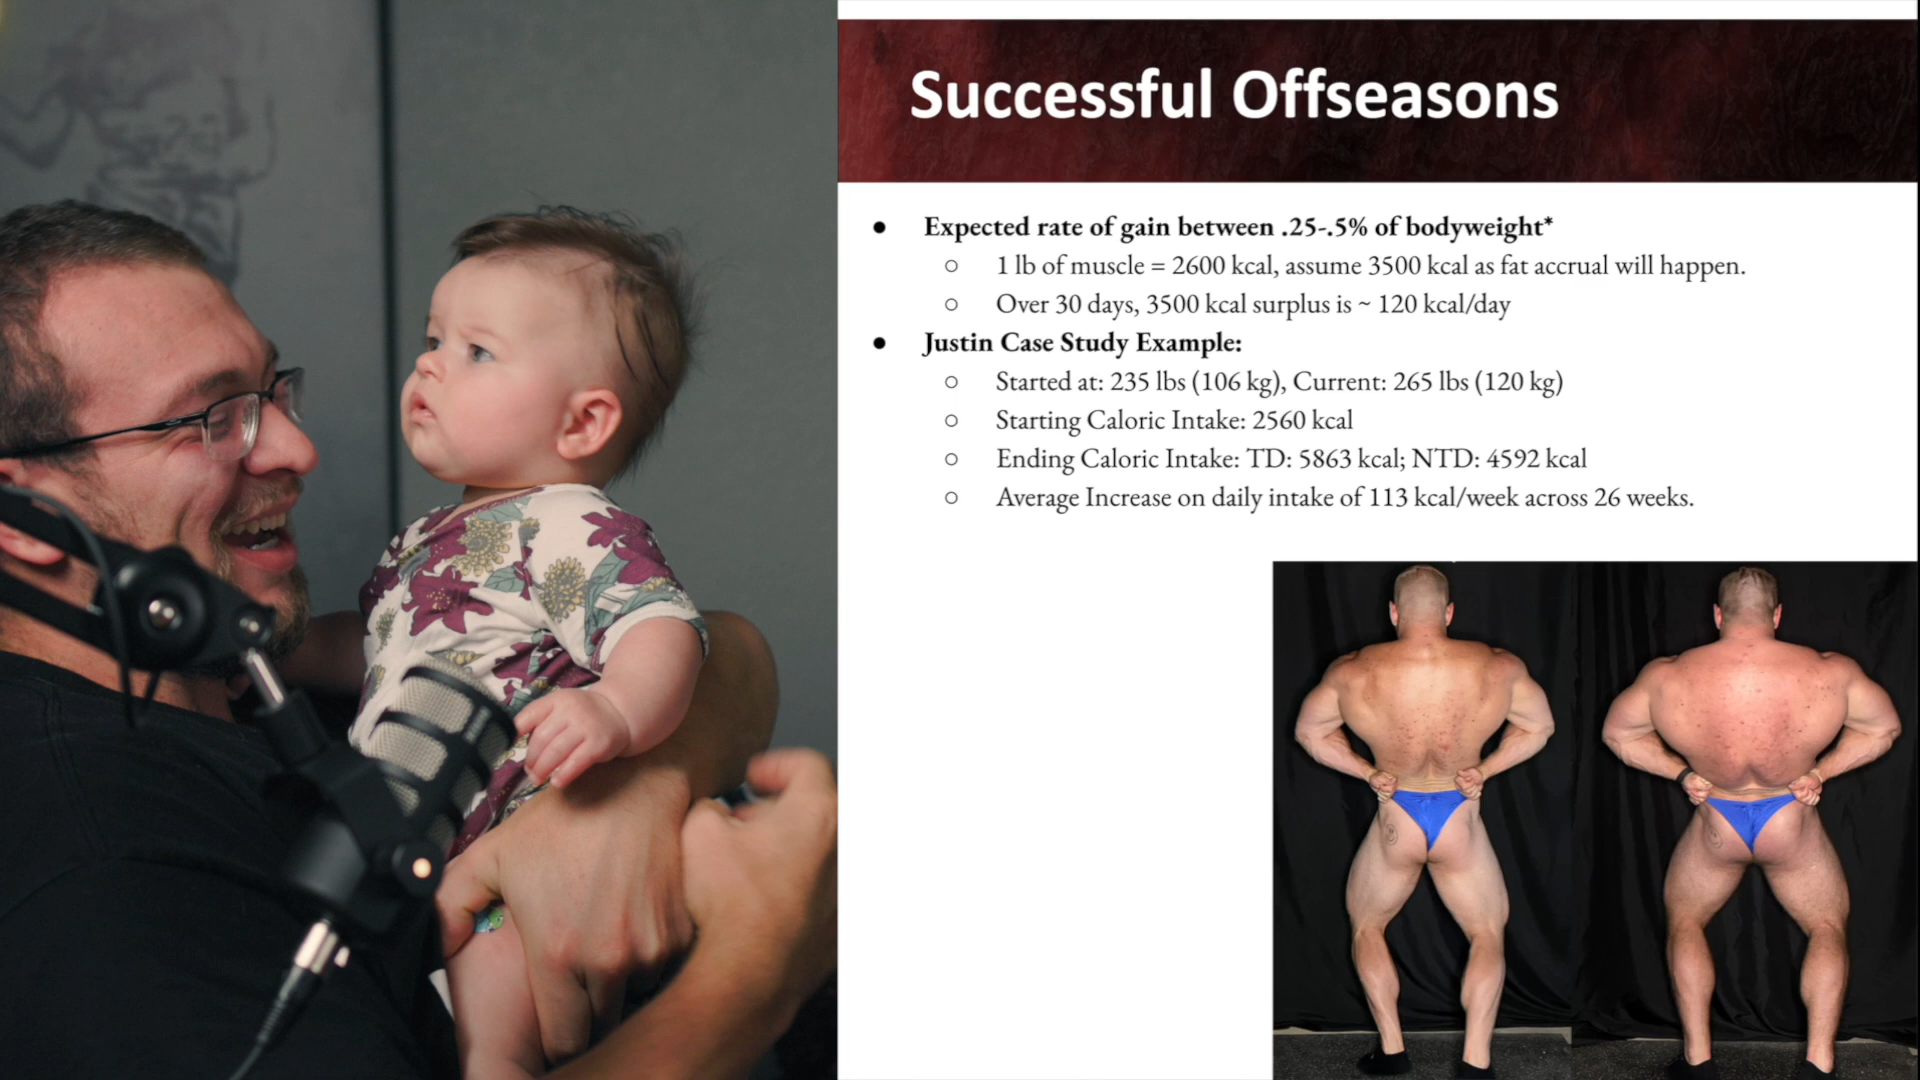 Successful Offseasons
● Expected rate of gain between .25-.5% of bodyweight*
○ 1 lb of muscle = 2600 kcal, assume 3500 kcal as fat accrual will happen.
○ Over 30 days, 3500 kcal surplus is ~ 120 kcal/day
● Justin Case Study Example:
○ Started at: 235 lbs (106 kg), Current: 265 lbs (120 kg)
○ Starting Caloric Intake: 2560 kcal
○ Ending Caloric Intake: TD: 5863 kcal; NTD: 4592 kcal
○ Average Increase on daily intake of 113 kcal/week across 26 weeks.